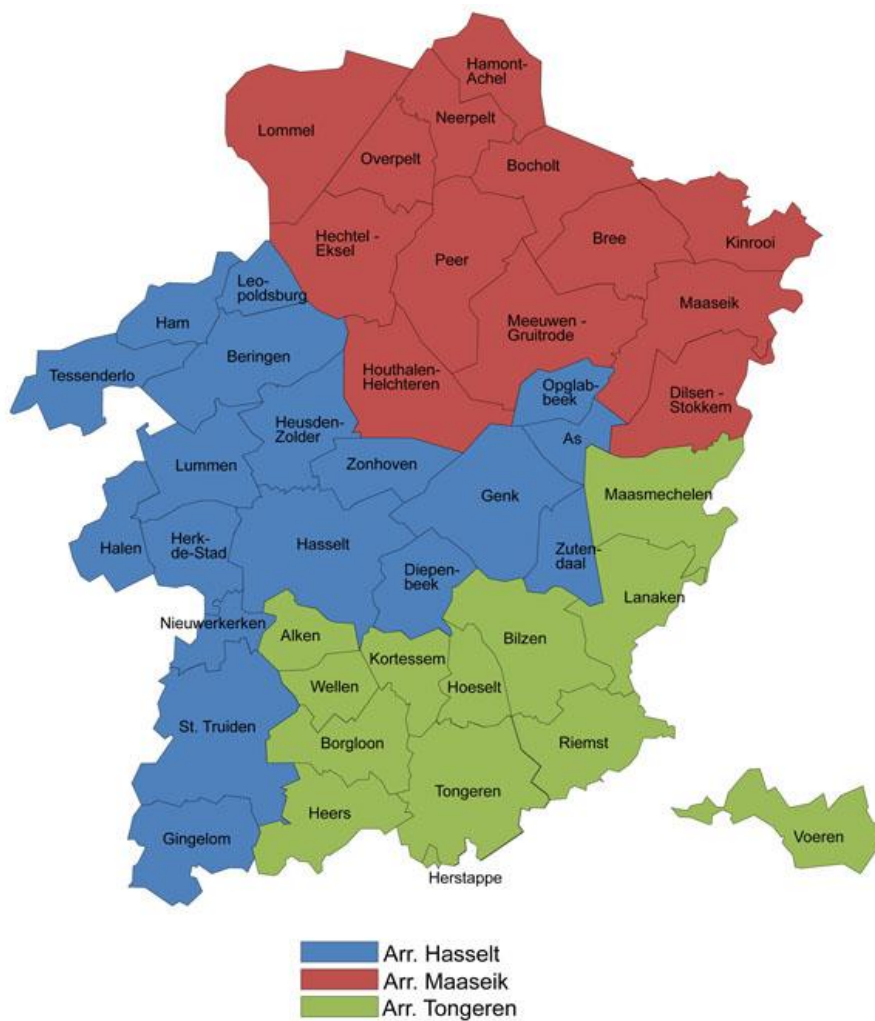 Hamont-
Achel
Neerpelt
Lommel
Overpelt
Bocholt
Hechtel -
Eksel
Peer
Bree
Kinrooi
Leo-
poldsburg
Maaseik
Ham
Meeuwen -
Gruitrode
Beringen
Houthalen-
Helchteren
Tessenderlo
Opglab-
beek
Dilsen -
Stokkem
Heusden-
Zolder
As
Lummen
Zonhoven
Genk
Maasmechelen
Halen
Herk-
de-Stad
Hasselt
Zuten-
daal
Diepen-
beek
Lanaken
Nieuwerkerken
Alken
Bilzen
Kortessem
Wellen
Hoeselt
St. Truiden
Borgloon
Riemst
Tongeren
Heers
Gingelom
Voeren
Herstappe
Arr. Hasselt
Arr. Maaseik
Arr. Tongeren